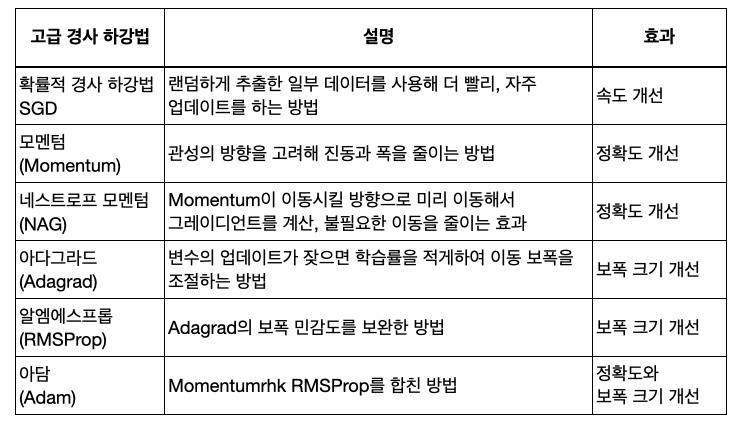 고급 경사 하강법 설명 효과
확률적 경사 하강법
SGD
랜덤하게 추출한 일부 데이터를 사용해 더 빨리, 자주
업데이트를 하는 방법
속도 개선
모멘텀
(Momentum)
관성의 방향을 고려해 진동과 폭을 줄이는 방법
정확도 개선
네스트로프 모멘텀
(NAG)
Momentum이 이동시킬 방향으로 미리 이동해서
그레이디언트를 계산, 불필요한 이동을 줄이는 효과
정확도 개선
아다그라드
(Adagrad)
변수의 업데이트가 잦으면 학습률을 적게하여 이동 보폭을
조절하는 방법
보폭 크기 개선
알엠에스프롭
(RMSProp)
Adagrad의 보폭 민감도를 보완한 방법
보폭 크기 개선
아담
(Adam)
Momentumrhk RMSProp를 합친 방법
정확도와
보폭 크기 개선